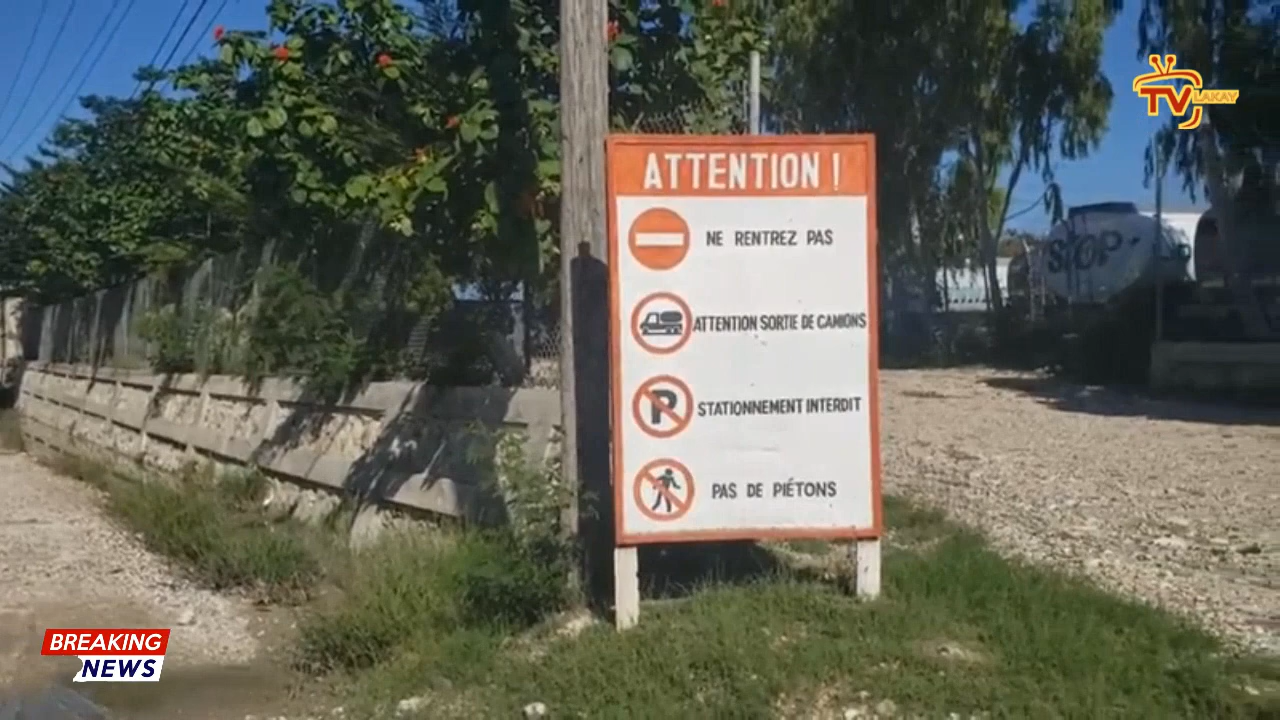 TV LAKAY
ATTENTION !
NE RENTREZ PAS
STOP
ATTENTION SORTIE DE CAMIONS
P
STATIONNEMENT INTERDIT
PAS DE PIÉTONS
BREAKING
NEWS